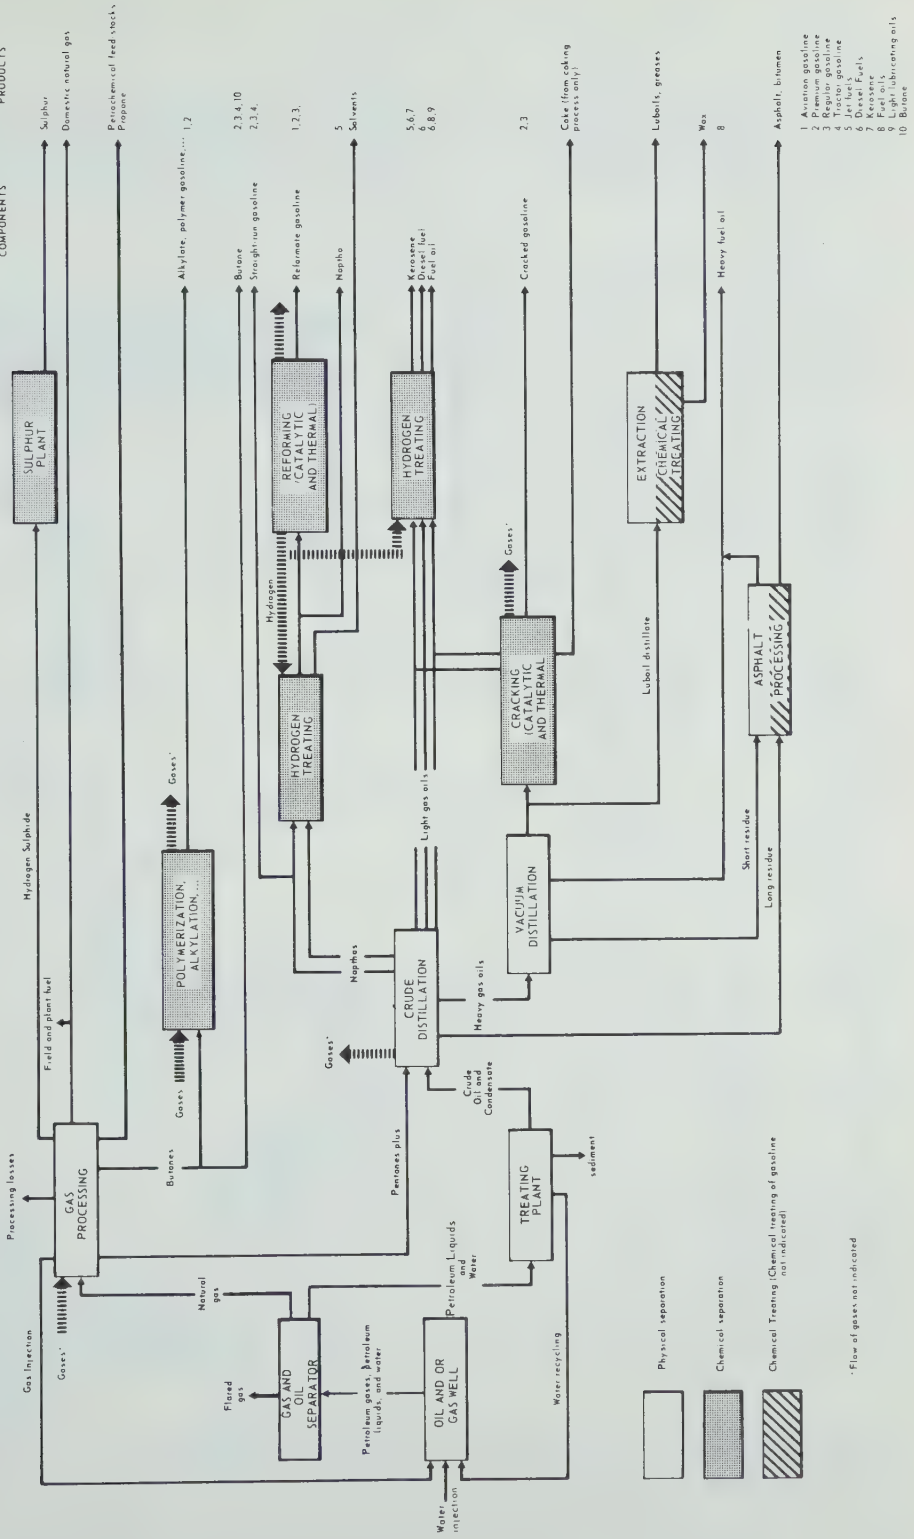 COMPONENTS
PRODUCTS
Sulphur
Domestic natural gas
Petrochemical feed stocks
Propane
Alkylate, polymer gasoline,...
1,2
Butane
2,3,4,10
Straight-run gasoline
2,3,4,
Reformate gasoline
1,2,3,
Naptha
5
Solvents
Kerosene
5,6,7
Diesel fuel
6
Fuel oil
6,8,9
Cracked gasoline
2,3
Coke (from coking
process only)
Luboils, greases
Wax
Heavy fuel oil
8
Asphalt, bitumen
1 Aviation gasoline
2 Premium gasoline
3 Regular gasoline
4 Tractor gasoline
5 Jet fuels
6 Diesel Fuels
7 Kerosene
8 Fuel oils
9 Light lubricating oils
10 Butane
SULPHUR
PLANT
REFORMING
(CATALYTIC
AND THERMAL)
HYDROGEN
TREATING
EXTRACTION
CHEMICAL
TREATING
Hydrogen Sulphide
Gases*
Hydrogen
HYDROGEN
TREATING
Gases*
CRACKING
(CATALYTIC
AND THERMAL
Luboil distillate
ASPHALT
PROCESSING
Field and plant fuel
POLYMERIZATION,
ALKYLATION,...
Light gas oils
Short residue
Long residue
Napthas
CRUDE
DISTILLATION
VACUUM
DISTILLATION
Heavy gas oils
Gases*
Processing losses
GAS
PROCESSING
Gases
Butanes
Pentanes plus
Crude
Oil and
Condensate
TREATING
PLANT
sediment
Gas Injection
Gases*
Natural
gas
Petroleum Liquids
and
Water
Flared
gas
GAS AND
OIL
SEPARATOR
Petroleum gases, petroleum
liquids, and water
OIL AND OR
GAS WELL
Water recycling
Water
injection
Physical separation
Chemical separation
Chemical Treating (Chemical treating of gasoline
not indicated)
*Flow of gases not indicated